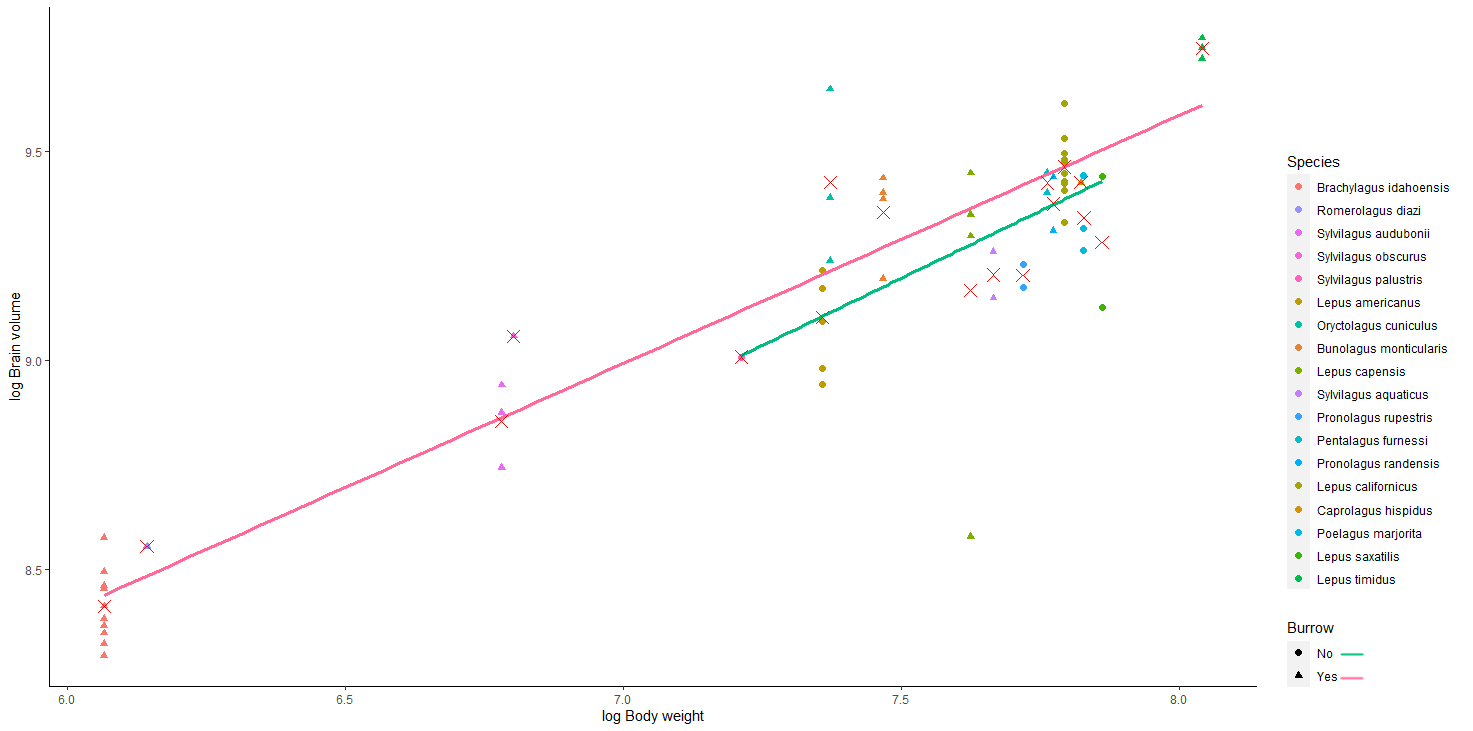 log Brain volume
9.5
9.0
8.5
6.0
6.5
7.0
7.5
8.0
log Body weight
Species
Brachylagus idahoensis
Romerolagus diazi
Sylvilagus audubonii
Sylvilagus obscurus
Sylvilagus palustris
Lepus americanus
Oryctolagus cuniculus
Bunolagus monticularis
Lepus capensis
Sylvilagus aquaticus
Pronolagus rupestris
Pentalagus furnessi
Pronolagus randensis
Lepus californicus
Caprolagus hispidus
Poelagus marjorita
Lepus saxatilis
Lepus timidus
Burrow
No
Yes